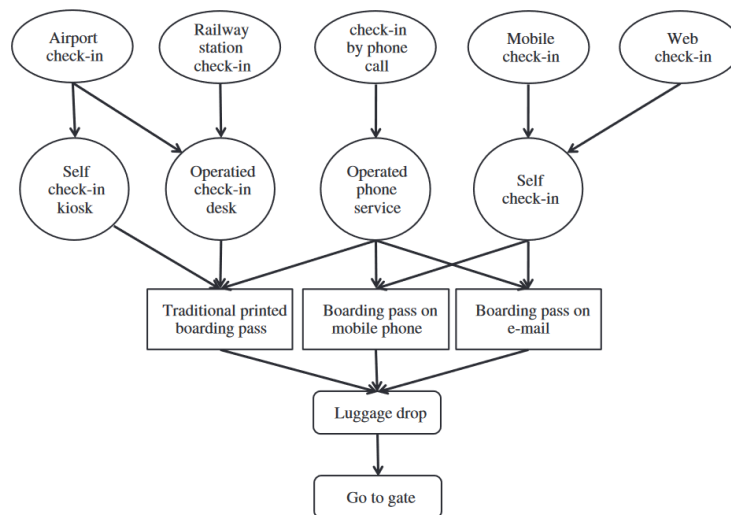 Airport
check-in
Railway
station
check-in
check-in
by phone
call
Mobile
check-in
Web
check-in
Self
check-in
kiosk
Operatied
check-in
desk
Operated
phone
service
Self
check-in
Traditional printed
boarding pass
Boarding pass on
mobile phone
Boarding pass on
e-mail
Luggage drop
Go to gate